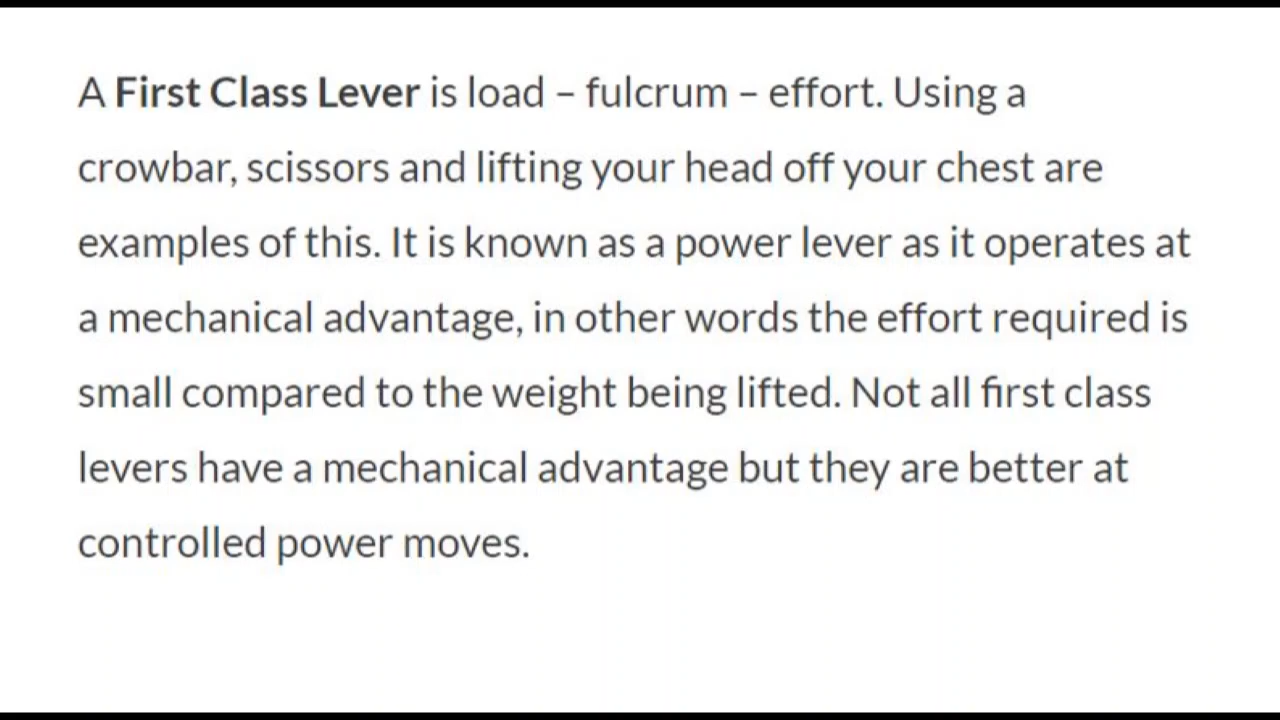 A First Class Lever is load – fulcrum – effort. Using a
crowbar, scissors and lifting your head off your chest are
examples of this. It is known as a power lever as it operates at
a mechanical advantage, in other words the effort required is
small compared to the weight being lifted. Not all first class
levers have a mechanical advantage but they are better at
controlled power moves.